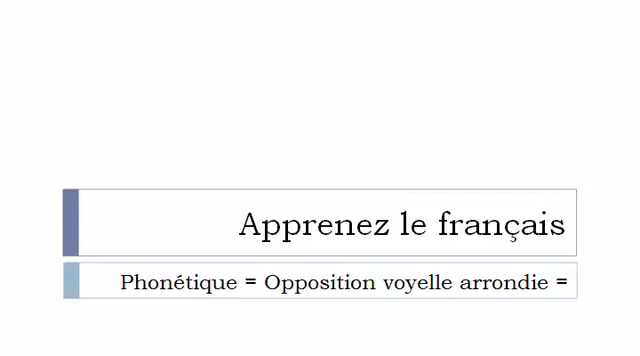 Apprenez le français
Phonétique = Opposition voyelle arrondie =